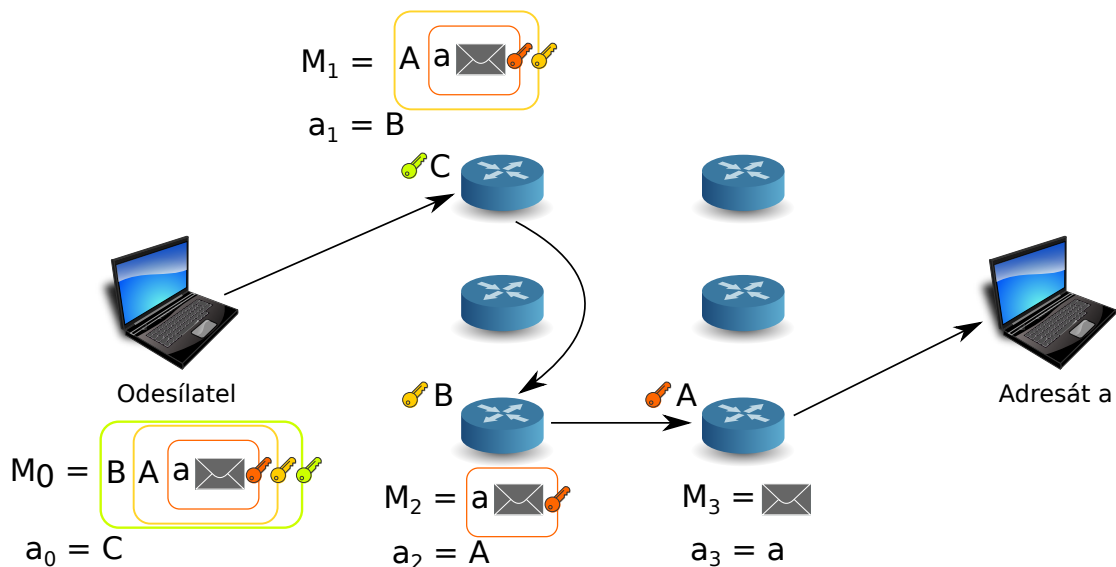 M₁ = A a
a₁ = B
C
Odesílatel
B
A
Adresát a
M0 = B A a
a₀ = C
M₂ = a
a₂ = A
M₃ =
a₃ = a